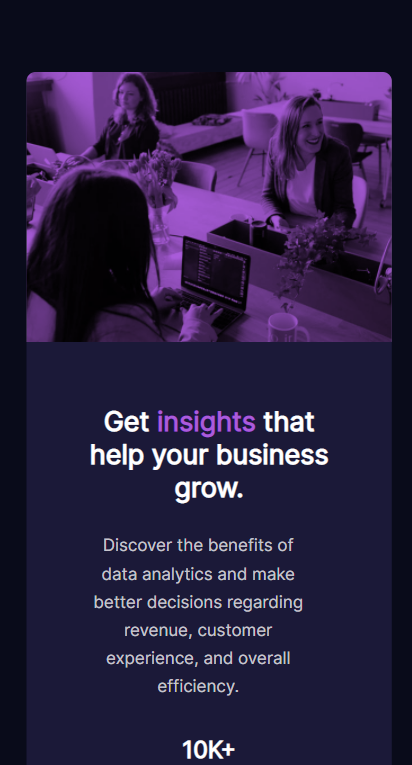 Get insights that
help your business
grow.
Discover the benefits of
data analytics and make
better decisions regarding
revenue, customer
experience, and overall
efficiency.
10K+